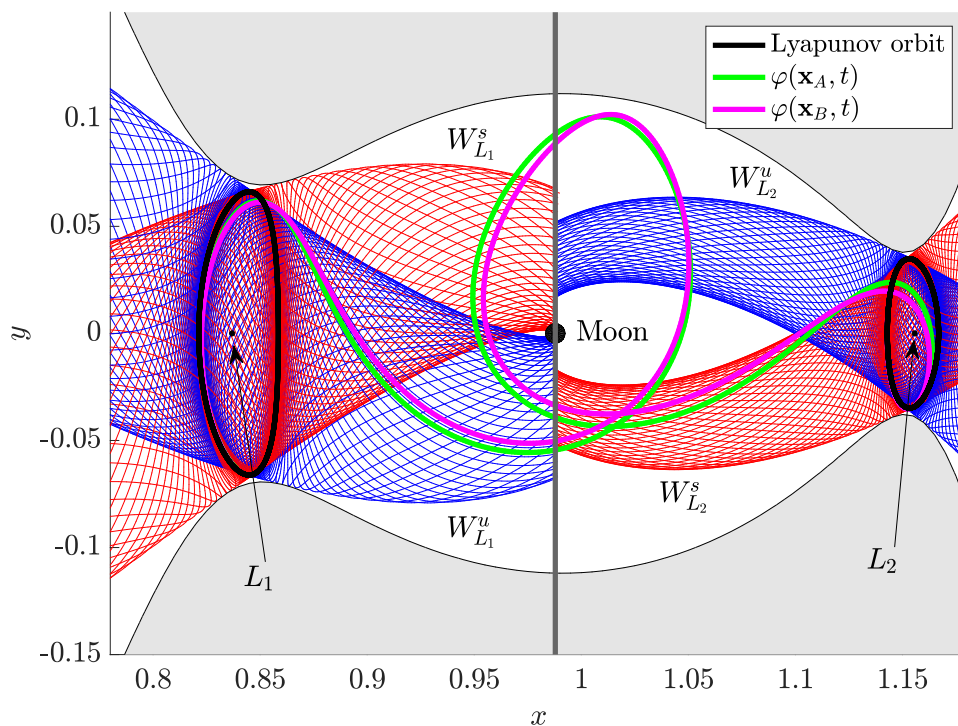 Lyapunov orbit
φ(x_A, t)
φ(x_B, t)
W^s_{L_1}
W^u_{L_2}
Moon
W^u_{L_1}
W^s_{L_2}
L_1
L_2
y
0.1
0.05
0
-0.05
-0.1
-0.15
0.8 0.85 0.9 0.95 1 1.05 1.1 1.15
x